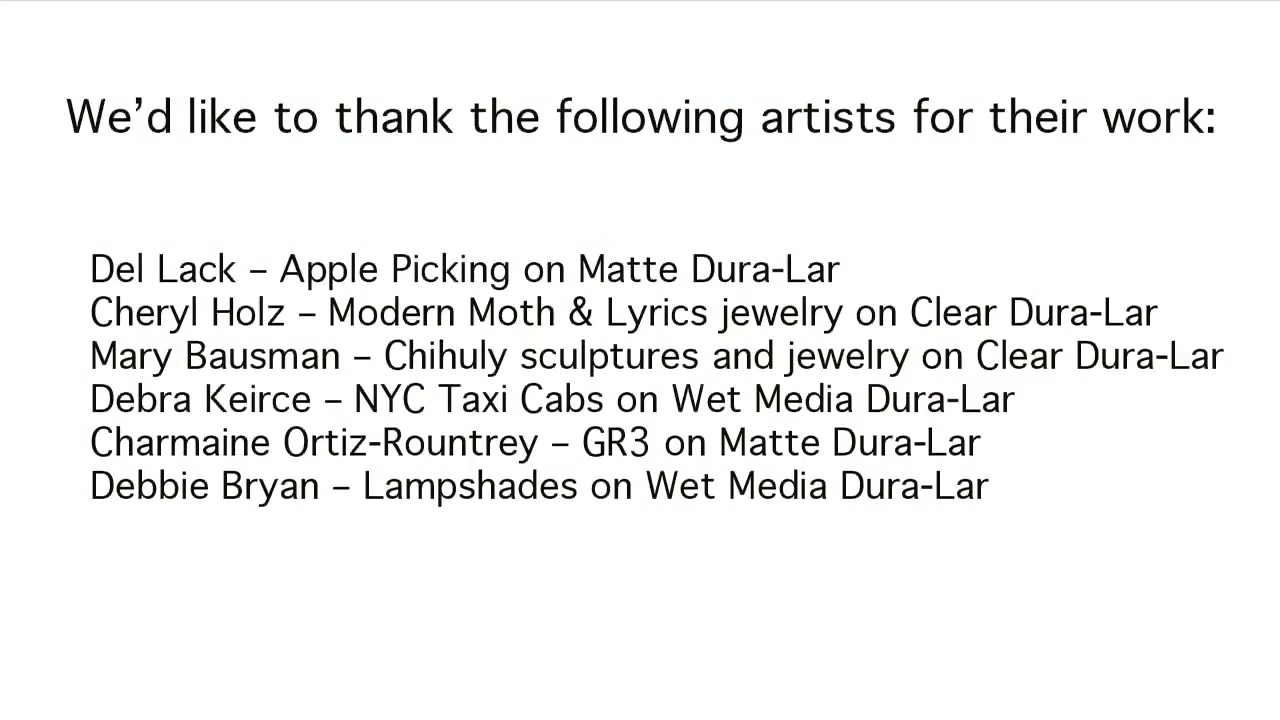 We’d like to thank the following artists for their work:
Del Lack – Apple Picking on Matte Dura-Lar
Cheryl Holz – Modern Moth & Lyrics jewelry on Clear Dura-Lar
Mary Bausman – Chihuly sculptures and jewelry on Clear Dura-Lar
Debra Keirce – NYC Taxi Cabs on Wet Media Dura-Lar
Charmaine Ortiz-Rountrey – GR3 on Matte Dura-Lar
Debbie Bryan – Lampshades on Wet Media Dura-Lar